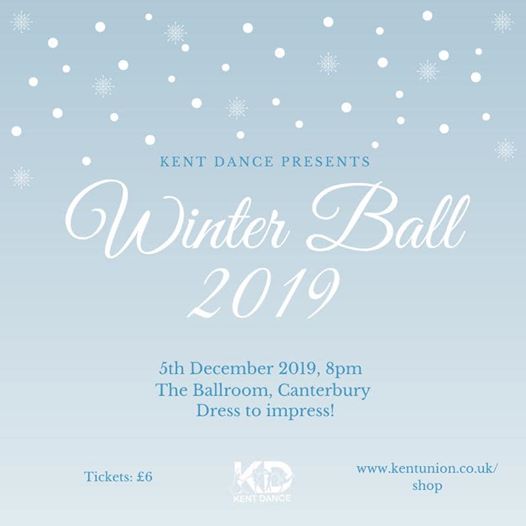 KENT DANCE PRESENTS
Winter Ball
2019
5th December 2019, 8pm
The Ballroom, Canterbury
Dress to impress!
Tickets: £6
KD
KENT DANCE
www.kentunion.co.uk/
shop